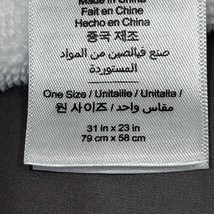 Made in China
Fait en Chine
Hecho en China
중국 제조
صنع في الصين من المواد
المستوردة
One Size / Unitaille / Unitalla /
원 사이즈 / مقاس واحد /
31 in x 23 in
79 cm x 58 cm